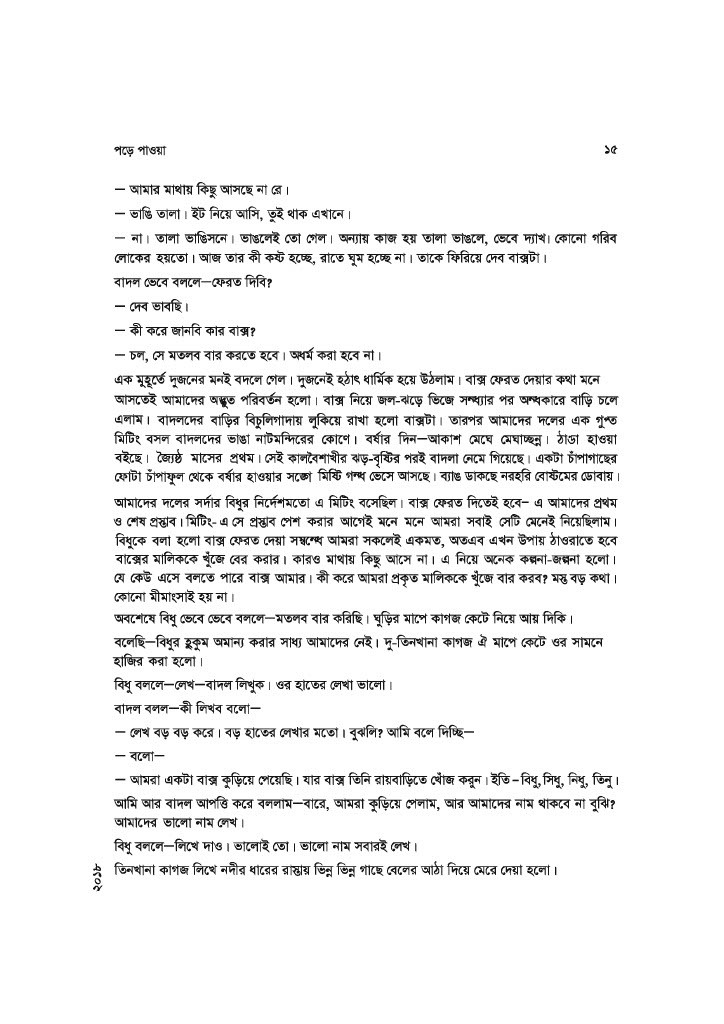 পড়ে পাওয়া ১৫
— আমার মাথায় কিছু আসছে না রে।
— ভাঙি তালা। ইট নিয়ে আসি, তুই থাক এখানে।
— না। তালা ভাঙিসনে। ভাঙলেই তো গেল। অন্যায় কাজ হয় তালা ভাঙলে, ভেবে দ্যাখ। কোনো গরিব
লোকের হয়তো। আজ তার কী কষ্ট হচ্ছে, রাতে ঘুম হচ্ছে না। তাকে ফিরিয়ে দেব বাক্সটা।
বাদল ভেবে বললে—ফেরত দিবি?
— দেব ভাবছি।
— কী করে জানবি কার বাক্স?
— চল, সে মতলব বার করতে হবে। অধর্ম করা হবে না।
এক মূহূর্তে দুজনের মনই বদলে গেল। দুজনেই হঠাৎ ধার্মিক হয়ে উঠলাম। বাক্স ফেরত দেয়ার কথা মনে
আসতেই আমাদের অদ্ভুত পরিবর্তন হলো। বাক্স নিয়ে জল-ঝড়ে ভিজে সন্ধ্যার পর অন্ধকারে বাড়ি চলে
এলাম। বাদলদের বাড়ির বিচুলিগাদায় লুকিয়ে রাখা হলো বাক্সটা। তারপর আমাদের দলের এক গুপ্ত
মিটিং বসল বাদলদের ভাঙা নাটমন্দিরের কোণে। বর্ষার দিন—আকাশ মেঘে মেঘাচ্ছন্ন। ঠান্ডা হাওয়া
বইছে। জ্যৈষ্ঠ মাসের প্রথম। সেই কালবৈশাখীর ঝড়-বৃষ্টির পরই বাদলা নেমে গিয়েছে। একটা চাঁপাগাছের
ফোটা চাঁপাফুল থেকে বর্ষার হাওয়ার সঙ্গে মিষ্টি গন্ধ ভেসে আসছে। ব্যাঙ ডাকছে নরহরি বোষ্টমের ডোবায়।
আমাদের দলের সর্দার বিধুর নির্দেশমতো এ মিটিং বসেছিল। বাক্স ফেরত দিতেই হবে– এ আমাদের প্রথম
ও শেষ প্রস্তাব। মিটিং- এ সে প্রস্তাব পেশ করার আগেই মনে মনে আমরা সবাই সেটি মেনেই নিয়েছিলাম।
বিধুকে বলা হলো বাক্স ফেরত দেয়া সম্বন্ধে আমরা সকলেই একমত, অতএব এখন উপায় ঠাওরাতে হবে
বাক্সের মালিককে খুঁজে বের করার। কারও মাথায় কিছু আসে না। এ নিয়ে অনেক কল্পনা-জল্পনা হলো।
যে কেউ এসে বলতে পারে বাক্স আমার। কী করে আমরা প্রকৃত মালিককে খুঁজে বার করব? মস্ত বড় কথা।
কোনো মীমাংসাই হয় না।
অবশেষে বিধু ভেবে ভেবে বললে—মতলব বার করিছি। ঘুড়ির মাপে কাগজ কেটে নিয়ে আয় দিকি।
বলেছি—বিধুর হুকুম অমান্য করার সাধ্য আমাদের নেই। দু-তিনখানা কাগজ ঐ মাপে কেটে ওর সামনে
হাজির করা হলো।
বিধু বললে—লেখ—বাদল লিখুক। ওর হাতের লেখা ভালো।
বাদল বলল—কী লিখব বলো—
— লেখ বড় বড় করে। বড় হাতের লেখার মতো। বুঝলি? আমি বলে দিচ্ছি—
— বলো—
— আমরা একটা বাক্স কুড়িয়ে পেয়েছি। যার বাক্স তিনি রায়বাড়িতে খোঁজ করুন। ইতি – বিধু, সিধু, নিধু, তিনু।
আমি আর বাদল আপত্তি করে বললাম—বারে, আমরা কুড়িয়ে পেলাম, আর আমাদের নাম থাকবে না বুঝি?
আমাদের ভালো নাম লেখ।
বিধু বললে—লিখে দাও। ভালোই তো। ভালো নাম সবারই লেখ।
তিনখানা কাগজ লিখে নদীর ধারের রাস্তায় ভিন্ন ভিন্ন গাছে বেলের আঠা দিয়ে মেরে দেয়া হলো।
২০১৮